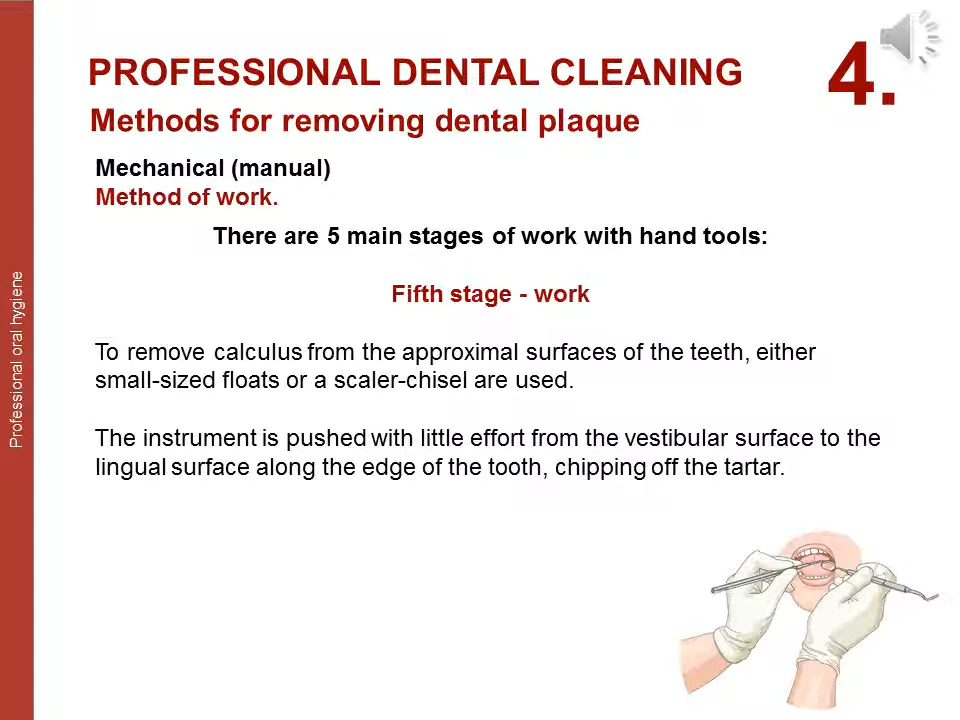 PROFESSIONAL DENTAL CLEANING
4.
Methods for removing dental plaque
Mechanical (manual)
Method of work.
There are 5 main stages of work with hand tools:
Fifth stage - work
To remove calculus from the approximal surfaces of the teeth, either
small-sized floats or a scaler-chisel are used.
The instrument is pushed with little effort from the vestibular surface to the
lingual surface along the edge of the tooth, chipping off the tartar.
Professional oral hygiene